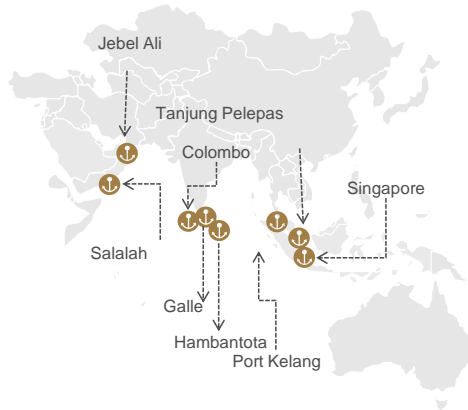 Jebel Ali
Tanjung Pelepas
Colombo
Singapore
Salalah
Galle
Hambantota
Port Kelang